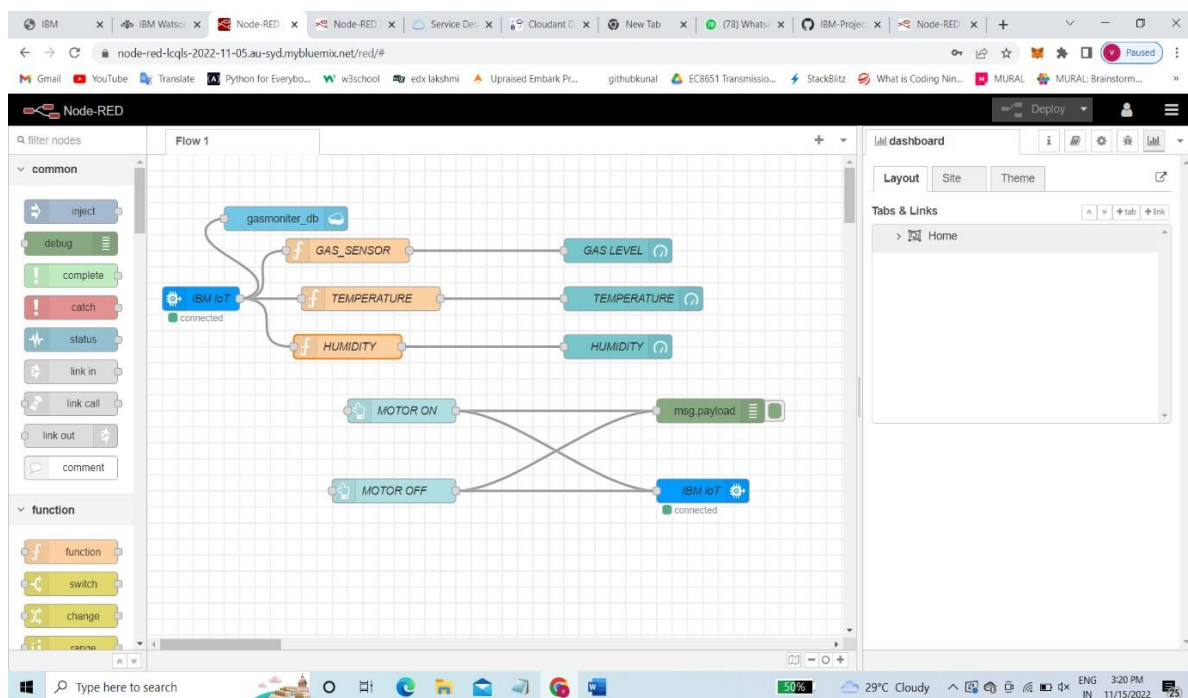 IBM
IBM Watso
Node-RED
Node-RED
Service De
Cloudant D
New Tab
(78) Whats
IBM-Projec
Node-RED
node-red-lcqls-2022-11-05.au-syd.mybluemix.net/red/#
Paused
Gmail
YouTube
Translate
Python for Everybo...
w3school
edx lakshmi
Upraised Embark Pr...
githubkunal
EC8651 Transmissio...
StackBlitz
What is Coding Nin...
MURAL
MURAL: Brainstorm...
»
Node-RED
Deploy
filter nodes
Flow 1
dashboard
common
inject
debug
complete
catch
status
link in
link call
link out
comment
function
function
switch
change
range
gasmoniter_db
GAS_SENSOR
GAS LEVEL
IBM IoT
connected
TEMPERATURE
TEMPERATURE
HUMIDITY
HUMIDITY
MOTOR ON
msg.payload
MOTOR OFF
IBM IoT
connected
Layout
Site
Theme
Tabs & Links
+tab
+link
Home
Type here to search
50%
29°C Cloudy
ENG
IN
3:20 PM
11/15/2022
25